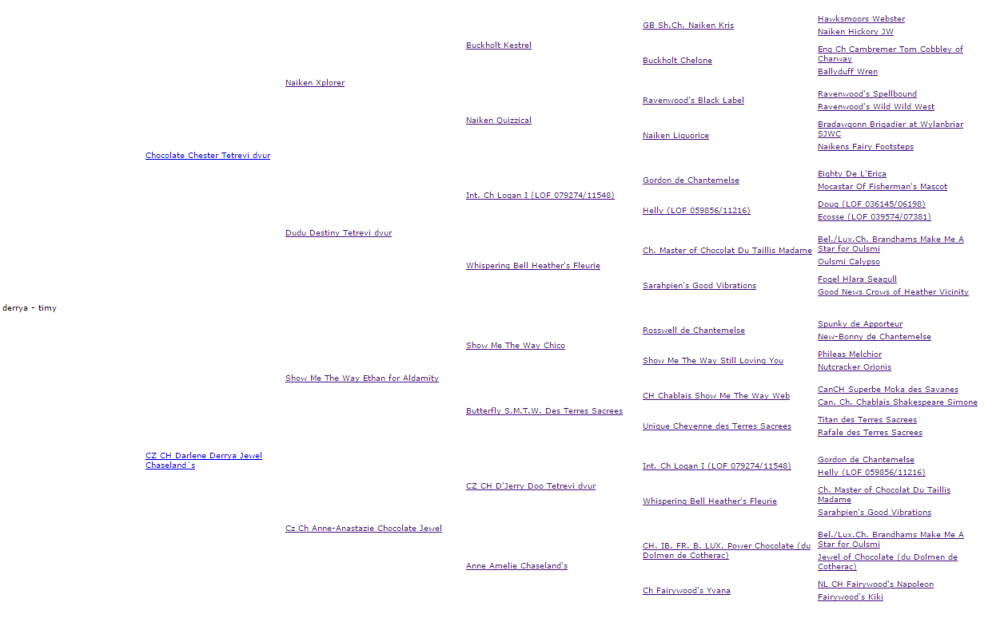 Hawksmoors Webster
GB Sh.Ch. Naiken Kris
Naiken Hickory JW
Buckholt Kestrel
Eng Ch Cambremer Tom Cobbley of
Charway
Buckholt Chelone
Ballyduff Wren
Naiken Xplorer
Ravenwood's Spellbound
Ravenwood's Black Label
Ravenwood's Wild Wild West
Naiken Quizzical
Bradawgonn Brigadier at Wylanbriar
SJWC
Naiken Liquorice
Naikens Fairy Footsteps
Chocolate Chester Tetrevi dvur
Eighty De L'Erica
Gordon de Chantemelse
Mocastar Of Fisherman's Mascot
Int. Ch Logan I (LOF 079274/11548)
Doug (LOF 036145/06198)
Helly (LOF 059856/11216)
Ecosse (LOF 039574/07381)
Dudu Destiny Tetrevi dvur
Bel./Lux.Ch. Brandhams Make Me A
Star for Oulsmi
Ch. Master of Chocolat Du Taillis Madame
Oulsmi Calypso
Whispering Bell Heather's Fleurie
Fogel Hlara Seagull
Sarahpien's Good Vibrations
Good News Crows of Heather Vicinity
derrya - timy
Spunky de Apporteur
Rosswell de Chantemelse
New-Bonny de Chantemelse
Show Me The Way Chico
Phileas Melchior
Show Me The Way Still Loving You
Nutcracker Orionis
Show Me The Way Ethan for Aldamity
CanCH Superbe Moka des Savanes
CH Chablais Show Me The Way Web
Can. Ch. Chablais Shakespeare Simone
Butterfly S.M.T.W. Des Terres Sacrees
Titan des Terres Sacrees
Unique Cheyenne des Terres Sacrees
Rafale des Terres Sacrees
CZ CH Darlene Derrya Jewel
Chaseland´s
Gordon de Chantemelse
Int. Ch Logan I (LOF 079274/11548)
Helly (LOF 059856/11216)
CZ CH D'Jerry Doo Tetrevi dvur
Ch. Master of Chocolat Du Taillis
Madame
Whispering Bell Heather's Fleurie
Sarahpien's Good Vibrations
Cz Ch Anne-Anastazie Chocolate Jewel
Bel./Lux.Ch. Brandhams Make Me A
Star for Oulsmi
CH. IB. FR. B. LUX. Power Chocolate (du
Dolmen de Cotherac)
Jewel of Chocolate (du Dolmen de
Cotherac)
Anne Amelie Chaseland's
NL CH Fairywood's Napoleon
Ch Fairywood's Yvana
Fairywood's Kiki